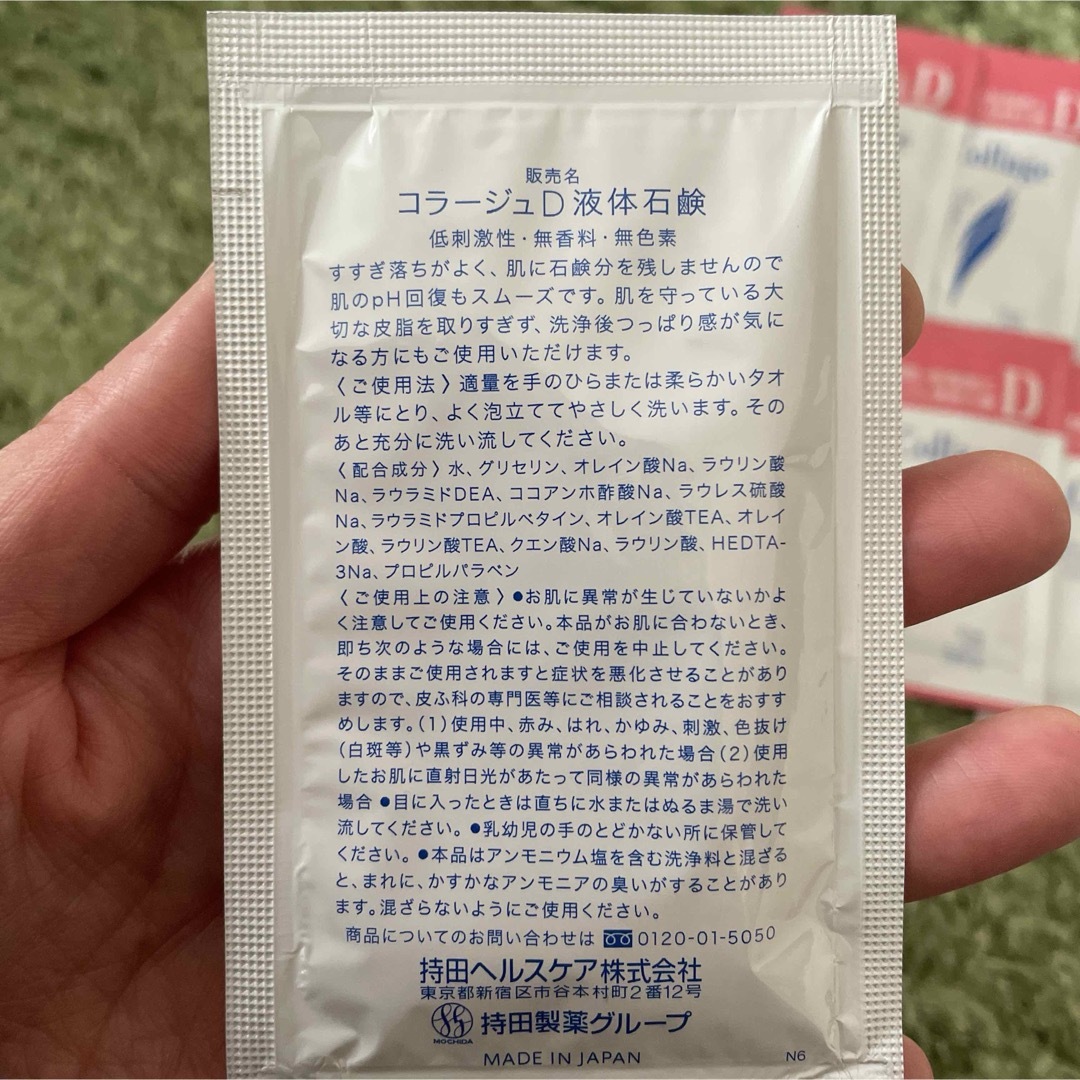 販売名
コラージュD液体石鹸
低刺激性・無香料・無色素
すすぎ落ちがよく、肌に石鹸分を残しませんので
肌のpH回復もスムーズです。肌を守っている大
切な皮脂を取りすぎず、洗浄後つっぱり感が気に
なる方にもご使用いただけます。
〈ご使用法〉適量を手のひらまたは柔らかいタオ
ル等にとり、よく泡立ててやさしく洗います。その
あと充分に洗い流してください。
〈配合成分〉水、グリセリン、オレイン酸Na、ラウリン酸
Na、ラウラミドDEA、ココアンホ酢酸Na、ラウレス硫酸
Na、ラウラミドプロピルベタイン、オレイン酸TEA、オレイ
ン酸、ラウリン酸TEA、クエン酸Na、ラウリン酸、HEDTA-
3Na、プロピルパラベン
〈ご使用上の注意〉●お肌に異常が生じていないかよ
く注意してご使用ください。本品がお肌に合わないとき、
即ち次のような場合には、ご使用を中止してください。
そのままご使用されますと症状を悪化させることがあり
ますので、皮ふ科の専門医等にご相談されることをおすす
めします。(1)使用中、赤み、はれ、かゆみ、刺激、色抜け
(白斑等)や黒ずみ等の異常があらわれた場合(2)使用
したお肌に直射日光があたって同様の異常があらわれた
場合●目に入ったときは直ちに水またはぬるま湯で洗い
流してください。●乳幼児の手のとどかない所に保管して
ください。●本品はアンモニウム塩を含む洗浄料と混ざる
と、まれに、かすかなアンモニアの臭いがすることがあり
ます。混ざらないようにご使用ください。
商品についてのお問い合わせは 0120-01-5050
持田ヘルスケア株式会社
東京都新宿区市谷本村町2番12号
MOCHIDA 持田製薬グループ
MADE IN JAPAN N6
D
D
D